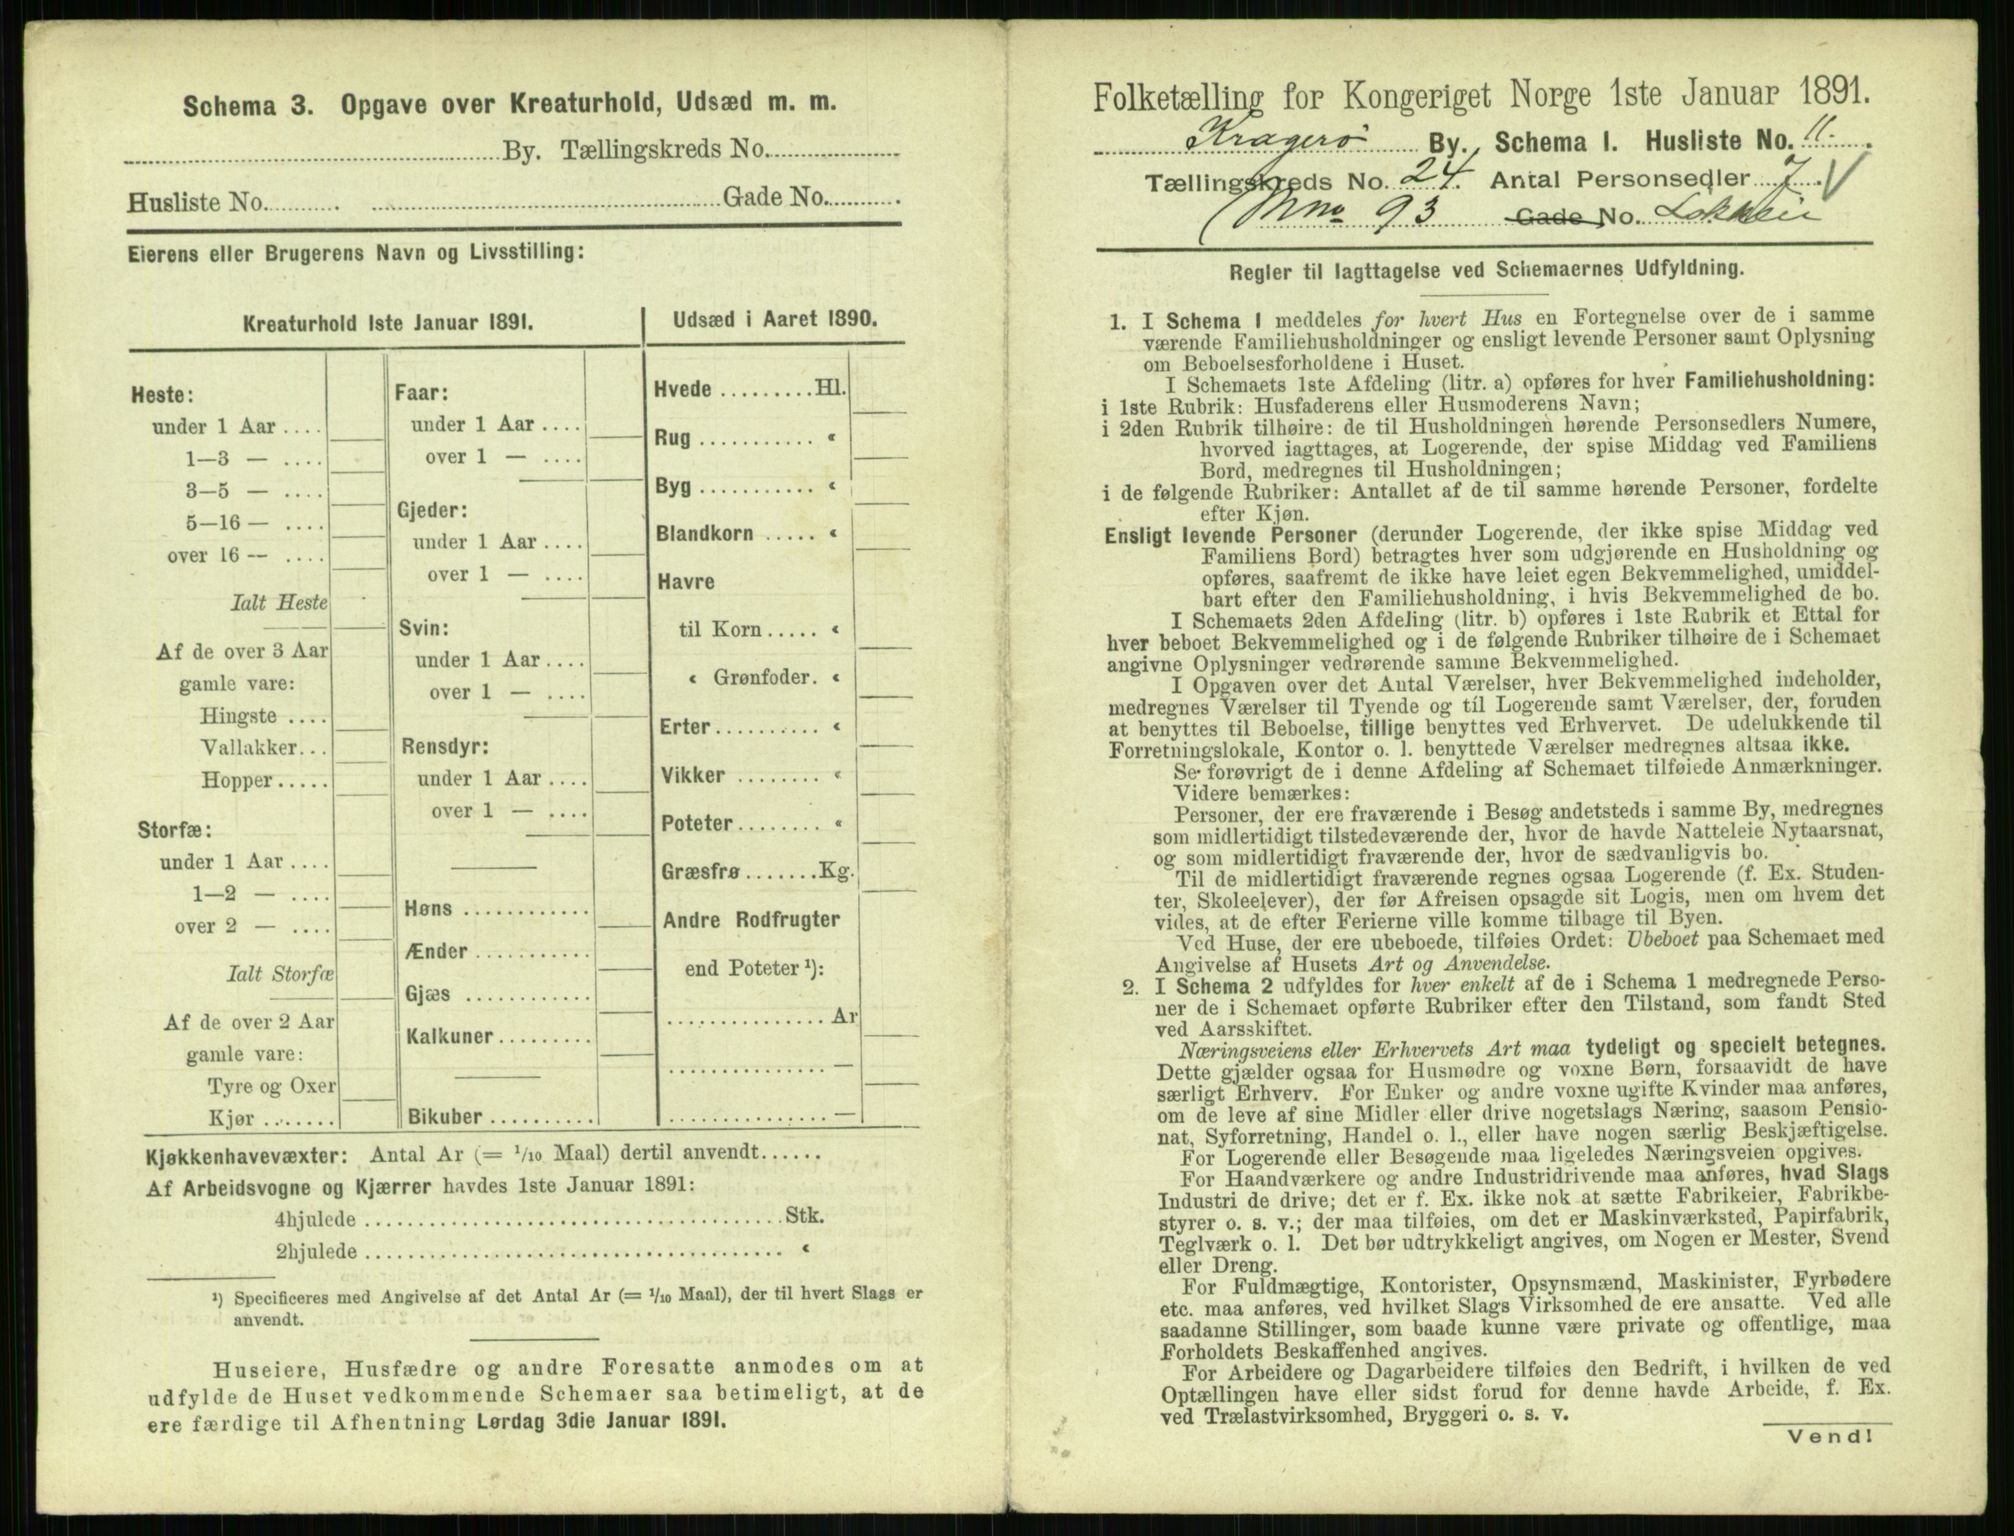 Schema 3. Opgave over Kreaturhold, Udsæd m. m.
By. Tællingskreds No.
Husliste No. Gade No.
Eierens eller Brugerens Navn og Livsstilling:
Kreaturhold 1ste Januar 1891.
Heste:
under 1 Aar ....
1—3 — ....
3—5 — ....
5—16 — ....
over 16 — ....
Ialt Heste
Af de over 3 Aar
gamle vare:
Hingste ....
Vallakker...
Hopper.....
Storfæ:
under 1 Aar ....
1—2 — ....
over 2 — ....
Ialt Storfæ
Af de over 2 Aar
gamle vare:
Tyre og Oxer
Kjør .......
Faar:
under 1 Aar ....
over 1 — ....
Gjeder:
under 1 Aar ....
over 1 — ....
Svin:
under 1 Aar ....
over 1 — ....
Rensdyr:
under 1 Aar ....
over 1 — ....
Høns ............
Ænder ...........
Gjæs ............
Kalkuner.........
Bikuber ..........
Udsæd i Aaret 1890.
Hvede .........Hl.
Rug ........... «
Byg ........... «
Blandkorn ..... «
Havre
til Korn ..... «
« Grønfoder. «
Erter.......... «
Vikker ........ «
Poteter........ «
Græsfrø .......Kg.
Andre Rodfrugter
end Poteter ¹):
............... Ar
............... —
............... —
Kjøkkenhavevæxter: Antal Ar (= 1/10 Maal) dertil anvendt......
Af Arbeidsvogne og Kjærrer havdes 1ste Januar 1891:
4hjulede ........................................Stk.
2hjulede ........................................ «
¹) Specificeres med Angivelse af det Antal Ar (= 1/10 Maal), der til hvert Slags er
anvendt.
Huseiere, Husfædre og andre Foresatte anmodes om at
udfylde de Huset vedkommende Schemaer saa betimeligt, at de
ere færdige til Afhentning Lørdag 3die Januar 1891.
Folketælling for Kongeriget Norge 1ste Januar 1891.
Kragerø By. Schema I. Husliste No. 11.
Tællingskreds No. 24. Antal Personsedler 7. V
Mno 93 Gade No.
Regler til Iagttagelse ved Schemaernes Udfyldning.
1. I Schema 1 meddeles for hvert Hus en Fortegnelse over de i samme
værende Familiehusholdninger og ensligt levende Personer samt Oplysning
om Beboelsesforholdene i Huset.
I Schemaets 1ste Afdeling (litr. a) opføres for hver Familiehusholdning:
i 1ste Rubrik: Husfaderens eller Husmoderens Navn;
i 2den Rubrik tilhøire: de til Husholdningen hørende Personsedlers Numere,
hvorved iagttages, at Logerende, der spise Middag ved Familiens
Bord, medregnes til Husholdningen;
i de følgende Rubriker: Antallet af de til samme hørende Personer, fordelte
efter Kjøn.
Ensligt levende Personer (derunder Logerende, der ikke spise Middag ved
Familiens Bord) betragtes hver som udgjørende en Husholdning og
opføres, saafremt de ikke have leiet egen Bekvemmelighed, umiddel-
bart efter den Familiehusholdning, i hvis Bekvemmelighed de bo.
I Schemaets 2den Afdeling (litr. b) opføres i 1ste Rubrik et Ettal for
hver beboet Bekvemmelighed og i de følgende Rubriker tilhøire de i Schemaet
angivne Oplysninger vedrørende samme Bekvemmelighed.
I Opgaven over det Antal Værelser, hver Bekvemmelighed indeholder,
medregnes Værelser til Tyende og til Logerende samt Værelser, der, foruden
at benyttes til Beboelse, tillige benyttes ved Erhvervet. De udelukkende til
Forretningslokale, Kontor o. l. benyttede Værelser medregnes altsaa ikke.
Se forøvrigt de i denne Afdeling af Schemaet tilføiede Anmærkninger.
Videre bemærkes:
Personer, der ere fraværende i Besøg andetsteds i samme By, medregnes
som midlertidigt tilstedeværende der, hvor de havde Natteleie Nytaarsnat,
og som midlertidigt fraværende der, hvor de sædvanligvis bo.
Til de midlertidigt fraværende regnes ogsaa Logerende (f. Ex. Studen-
ter, Skoleelever), der før Afreisen opsagde sit Logis, men om hvem det
vides, at de efter Ferierne ville komme tilbage til Byen.
Ved Huse, der ere ubeboede, tilføies Ordet: Ubeboet paa Schemaet med
Angivelse af Husets Art og Anvendelse.
2. I Schema 2 udfyldes for hver enkelt af de i Schema 1 medregnede Perso-
ner de i Schemaet opførte Rubriker efter den Tilstand, som fandt Sted
ved Aarsskiftet.
Næringsveiens eller Erhvervets Art maa tydeligt og specielt betegnes.
Dette gjælder ogsaa for Husmødre og voxne Børn, forsaavidt de have
særligt Erhverv. For Enker og andre voxne ugifte Kvinder maa anføres,
om de leve af sine Midler eller drive nogetslags Næring, saasom Pensio-
nat, Syforretning, Handel o. l., eller have nogen særlig Beskjæftigelse.
For Logerende eller Besøgende maa ligeledes Næringsveien opgives.
For Haandværkere og andre Industridrivende maa anføres, hvad Slags
Industri de drive; det er f. Ex. ikke nok at sætte Fabrikeier, Fabrikbe-
styrer o. s. v.; der maa tilføies, om det er Maskinværksted, Papirfabrik,
Teglværk o. l. Det bør udtrykkeligt angives, om Nogen er Mester, Svend
eller Dreng.
For Fuldmægtige, Kontorister, Opsynsmænd, Maskinister, Fyrbødere
etc. maa anføres, ved hvilket Slags Virksomhed de ere ansatte. Ved alle
saadanne Stillinger, som baade kunne være private og offentlige, maa
Forholdets Beskaffenhed angives.
For Arbeidere og Dagarbeidere tilføies den Bedrift, i hvilken de ved
Optællingen have eller sidst forud for denne havde Arbeide, f. Ex.
ved Trælastvirksomhed, Bryggeri o. s. v.
Vend!